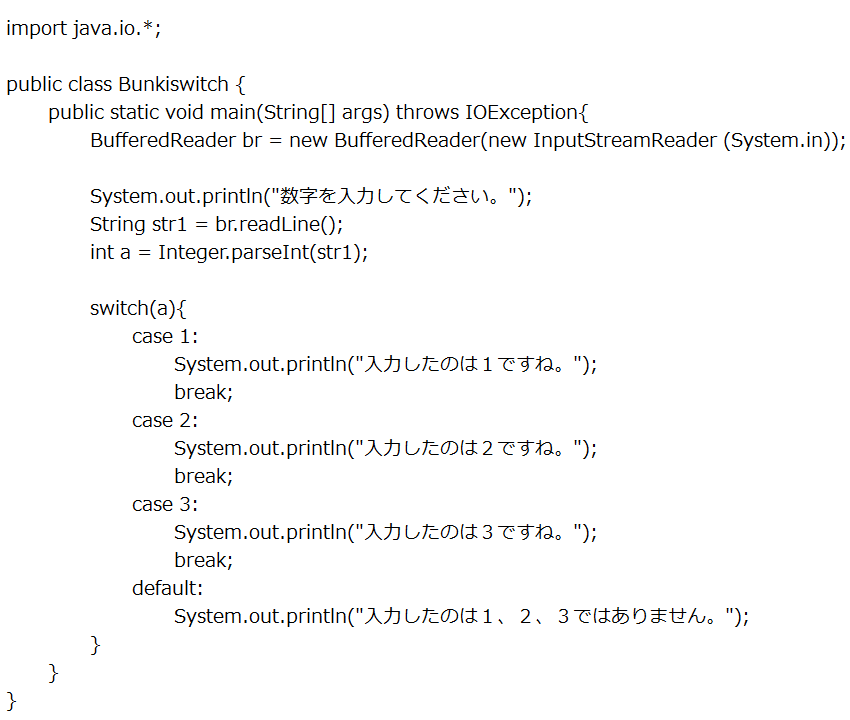 import java.io.*;
public class Bunkiswitch {
public static void main(String[] args) throws IOException{
BufferedReader br = new BufferedReader(new InputStreamReader (System.in));
System.out.println("数字を入力してください。");
String str1 = br.readLine();
int a = Integer.parseInt(str1);
switch(a){
case 1:
System.out.println("入力したのは１ですね。");
break;
case 2:
System.out.println("入力したのは２ですね。");
break;
case 3:
System.out.println("入力したのは３ですね。");
break;
default:
System.out.println("入力したのは１、２、３ではありません。");
}
}
}